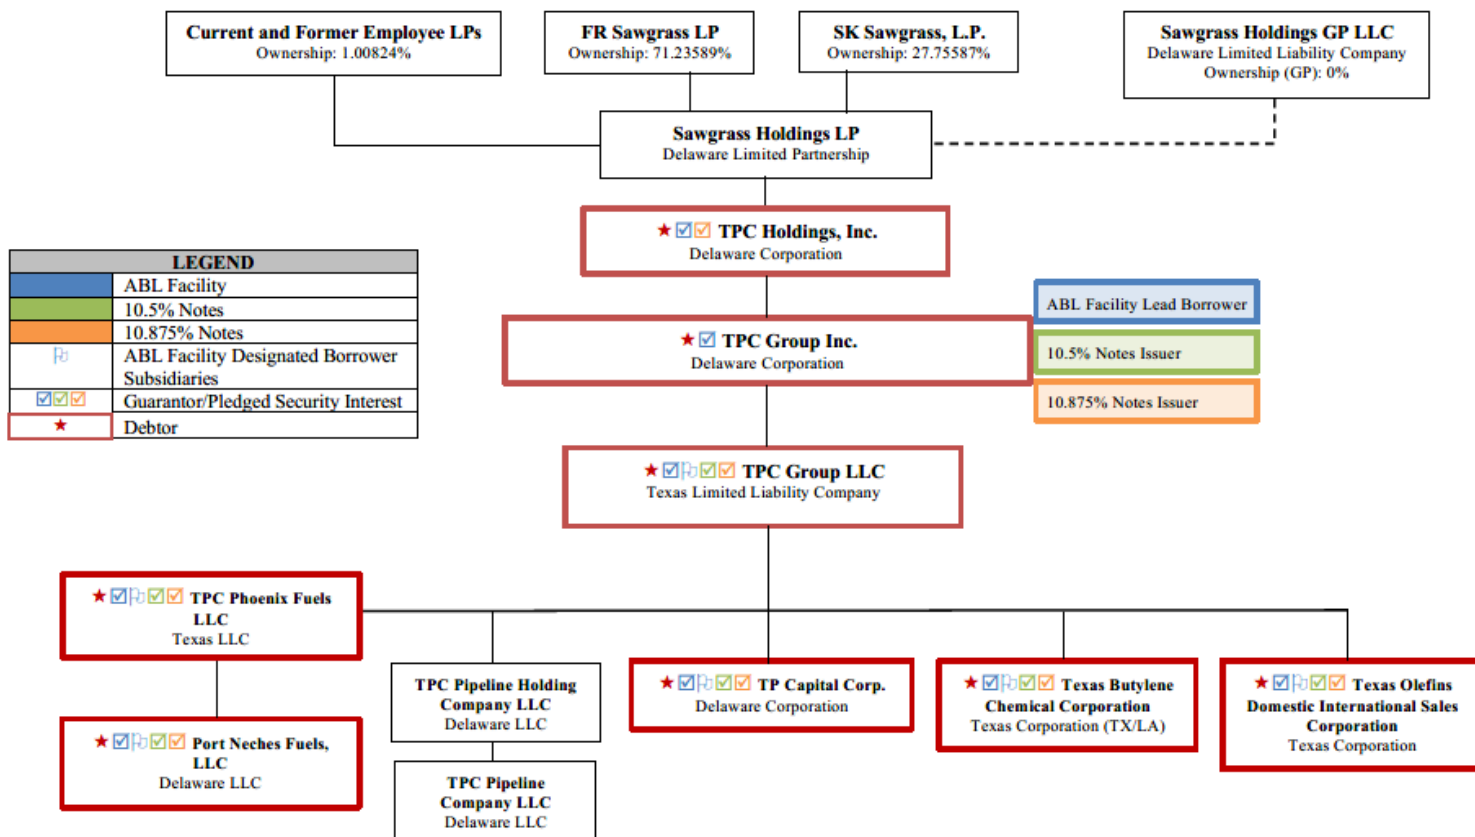 Current and Former Employee LPs
Ownership: 1.00824%
FR Sawgrass LP
Ownership: 71.23589%
SK Sawgrass, L.P.
Ownership: 27.75587%
Sawgrass Holdings GP LLC
Delaware Limited Liability Company
Ownership (GP): 0%
Sawgrass Holdings LP
Delaware Limited Partnership
★ ☑☑ TPC Holdings, Inc.
Delaware Corporation
LEGEND
ABL Facility
10.5% Notes
10.875% Notes
ABL Facility Designated Borrower
Subsidiaries
☑☑☑ Guarantor/Pledged Security Interest
★ Debtor
★ ☑ TPC Group Inc.
Delaware Corporation
ABL Facility Lead Borrower
10.5% Notes Issuer
10.875% Notes Issuer
★ ☑⚐☑☑ TPC Group LLC
Texas Limited Liability Company
★ ☑⚐☑☑ TPC Phoenix Fuels
LLC
Texas LLC
★ ☑⚐☑☑ Port Neches Fuels,
LLC
Delaware LLC
TPC Pipeline Holding
Company LLC
Delaware LLC
TPC Pipeline
Company LLC
Delaware LLC
★ ☑⚐☑☑ TP Capital Corp.
Delaware Corporation
★ ☑⚐☑☑ Texas Butylene
Chemical Corporation
Texas Corporation (TX/LA)
★ ☑⚐☑☑ Texas Olefins
Domestic International Sales
Corporation
Texas Corporation